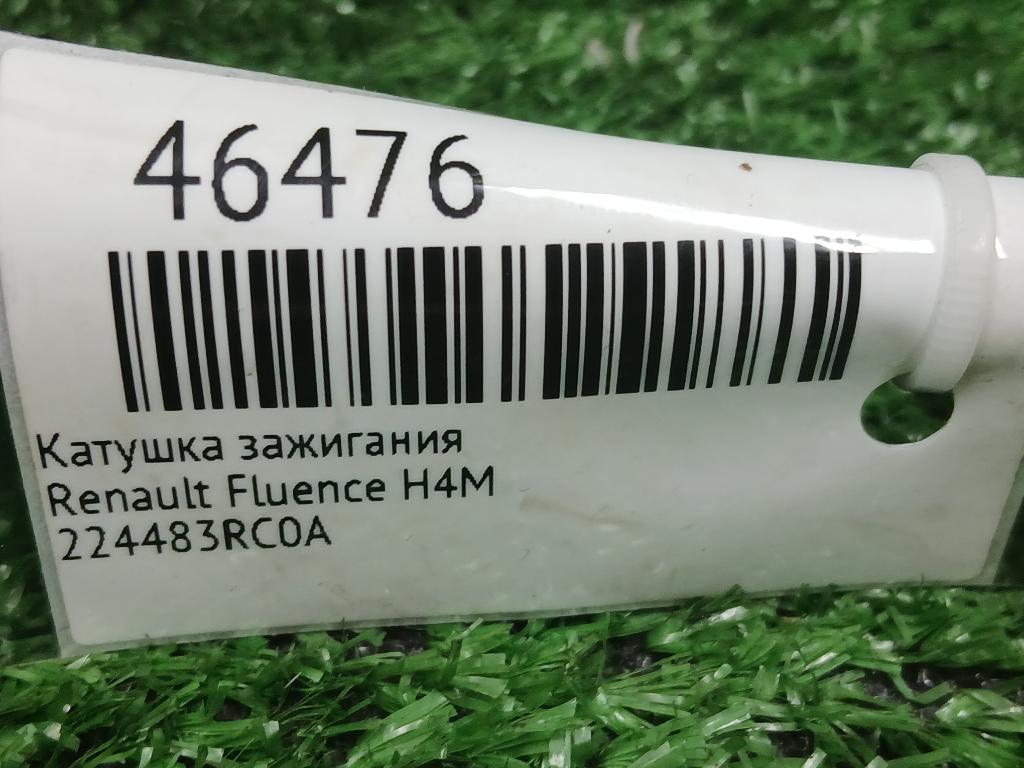 46476
Катушка зажигания
Renault Fluence H4M
224483RC0A